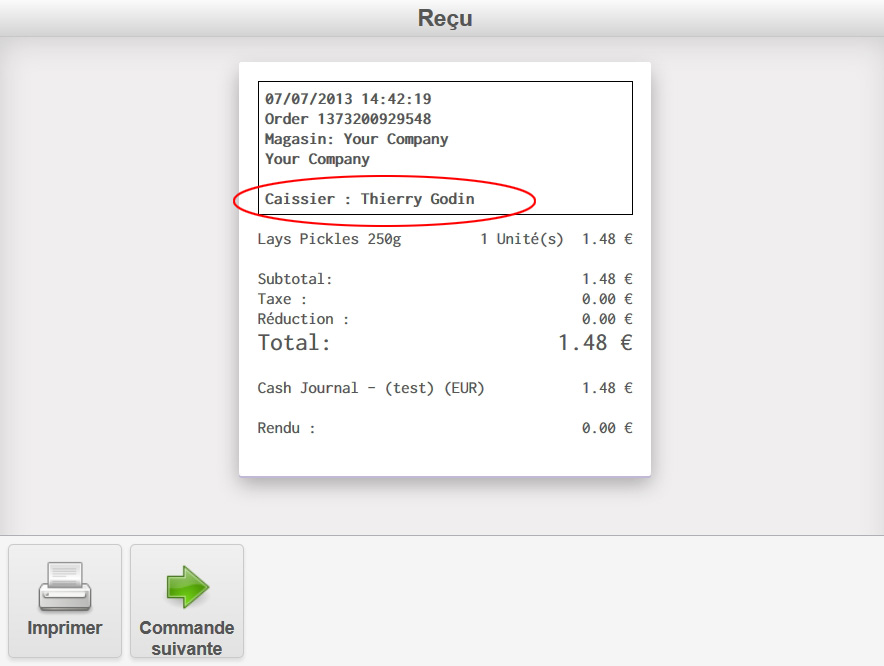 Reçu
07/07/2013 14:42:19
Order 1373200929548
Magasin: Your Company
Your Company
Caissier : Thierry Godin
Lays Pickles 250g 1 Unité(s) 1.48 €
Subtotal: 1.48 €
Taxe : 0.00 €
Réduction : 0.00 €
Total: 1.48 €
Cash Journal - (test) (EUR) 1.48 €
Rendu : 0.00 €
Imprimer
Commande
suivante